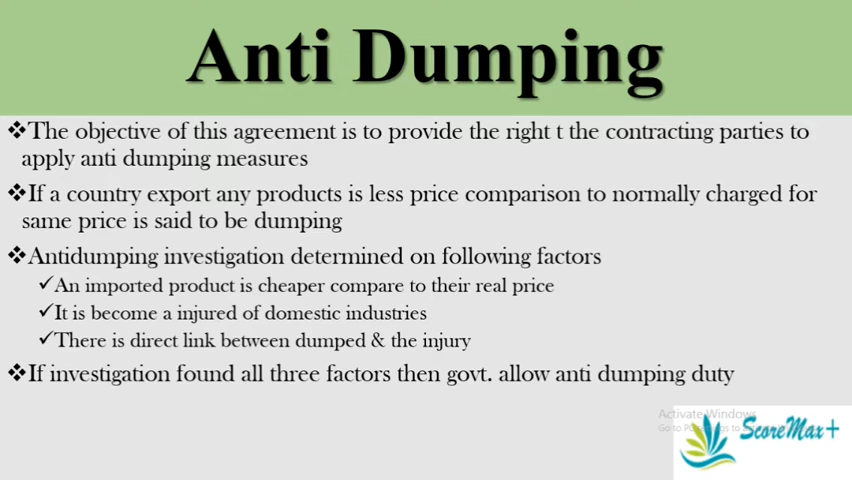 Anti Dumping
❖The objective of this agreement is to provide the right t the contracting parties to
apply anti dumping measures
❖If a country export any products is less price comparison to normally charged for
same price is said to be dumping
❖Antidumping investigation determined on following factors
✓An imported product is cheaper compare to their real price
✓It is become a injured of domestic industries
✓There is direct link between dumped & the injury
❖If investigation found all three factors then govt. allow anti dumping duty
Activate Windows
Go to
ScoreMax+